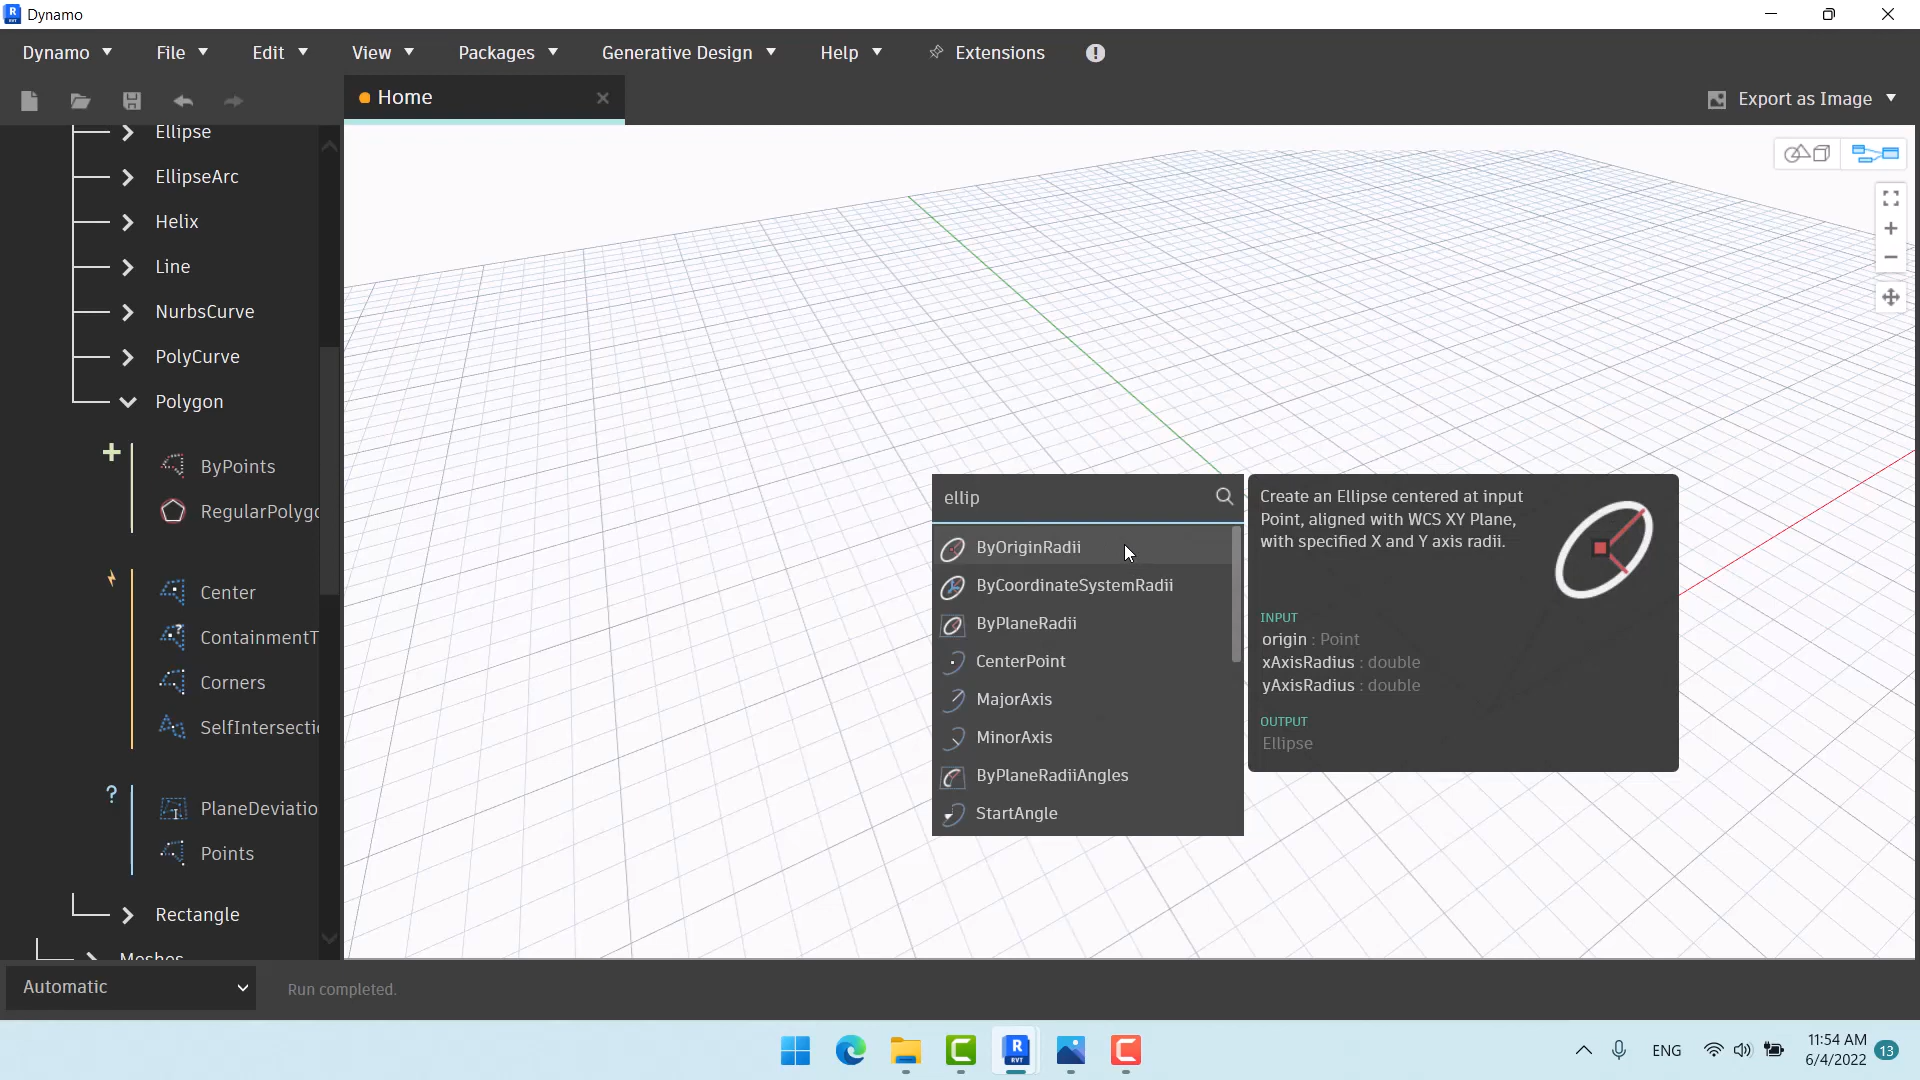 Dynamo
Dynamo File Edit View Packages Generative Design Help Extensions
Home
Export as Image
Ellipse
EllipseArc
Helix
Line
NurbsCurve
PolyCurve
Polygon
ByPoints
RegularPolygo
Center
ContainmentT
Corners
SelfIntersecti
?
PlaneDeviatio
Points
Rectangle
Meshes
ellip
ByOriginRadii
ByCoordinateSystemRadii
ByPlaneRadii
CenterPoint
MajorAxis
MinorAxis
ByPlaneRadiiAngles
StartAngle
Create an Ellipse centered at input
Point, aligned with WCS XY Plane,
with specified X and Y axis radii.
INPUT
origin : Point
xAxisRadius : double
yAxisRadius : double
OUTPUT
Ellipse
Automatic
Run completed.
ENG
11:54 AM
6/4/2022
13